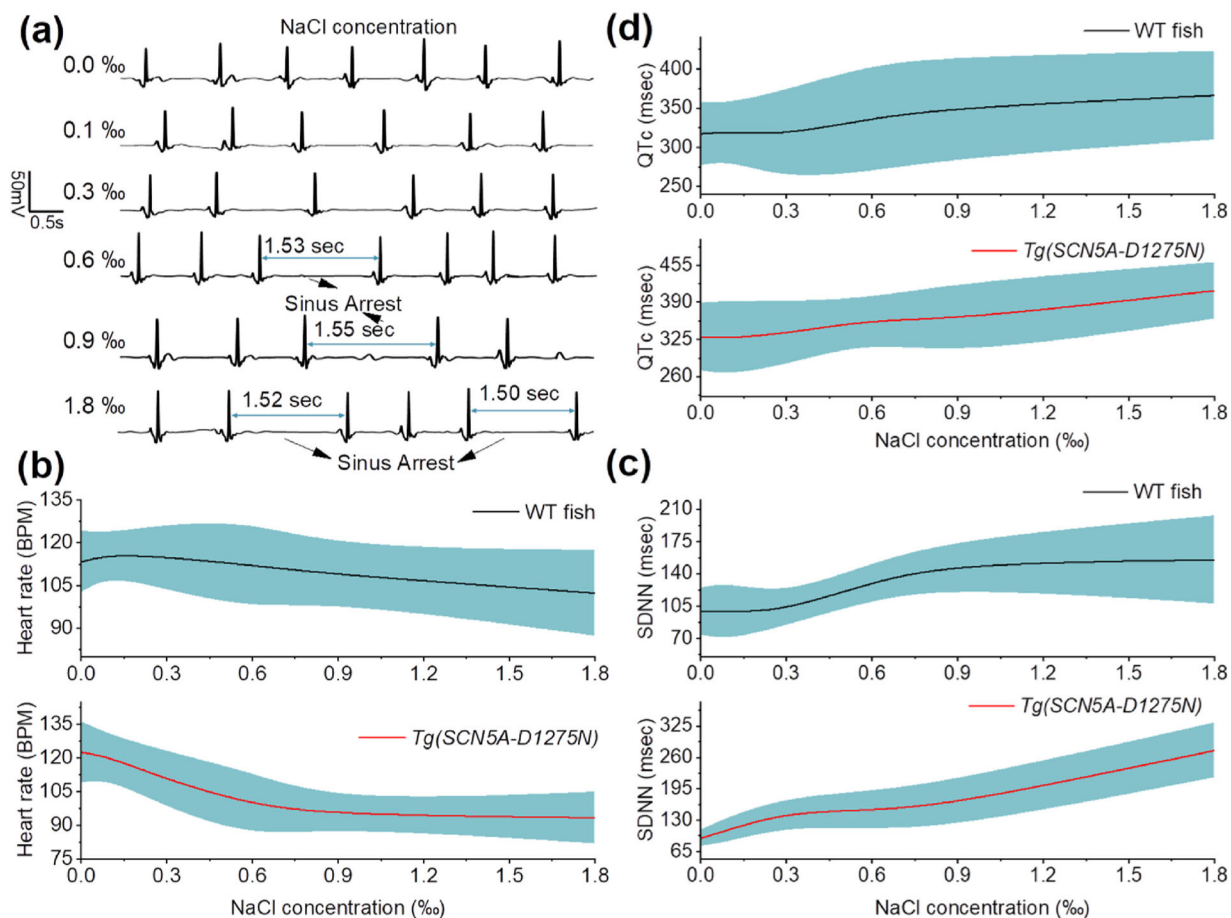 (a)
NaCl concentration
0.0 ‰
0.1 ‰
0.3 ‰
50mV
0.5s
0.6 ‰
1.53 sec
Sinus Arrest
0.9 ‰
1.55 sec
1.8 ‰
1.52 sec
1.50 sec
Sinus Arrest
(d)
WT fish
QTc (msec)
400
350
300
250
0.0 0.3 0.6 0.9 1.2 1.5 1.8
Tg(SCN5A-D1275N)
QTc (msec)
455
390
325
260
0.0 0.3 0.6 0.9 1.2 1.5 1.8
NaCl concentration (‰)
(b)
WT fish
Heart rate (BPM)
135
120
105
90
0.0 0.3 0.6 0.9 1.2 1.5 1.8
Tg(SCN5A-D1275N)
Heart rate (BPM)
135
120
105
90
75
0.0 0.3 0.6 0.9 1.2 1.5 1.8
NaCl concentration (‰)
(c)
WT fish
SDNN (msec)
210
175
140
105
70
0.0 0.3 0.6 0.9 1.2 1.5 1.8
Tg(SCN5A-D1275N)
SDNN (msec)
325
260
195
130
65
0.0 0.3 0.6 0.9 1.2 1.5 1.8
NaCl concentration (‰)